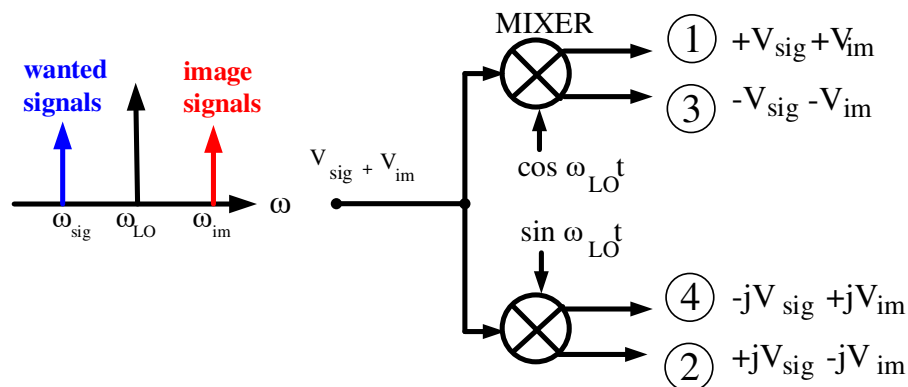 MIXER
1 +Vsig +Vim
wanted signals
image signals
3 -Vsig -Vim
Vsig + Vim
cos ωLOt
ωsig ωLO ωim ω
sin ωLOt
4 -jVsig +jVim
2 +jVsig -jVim